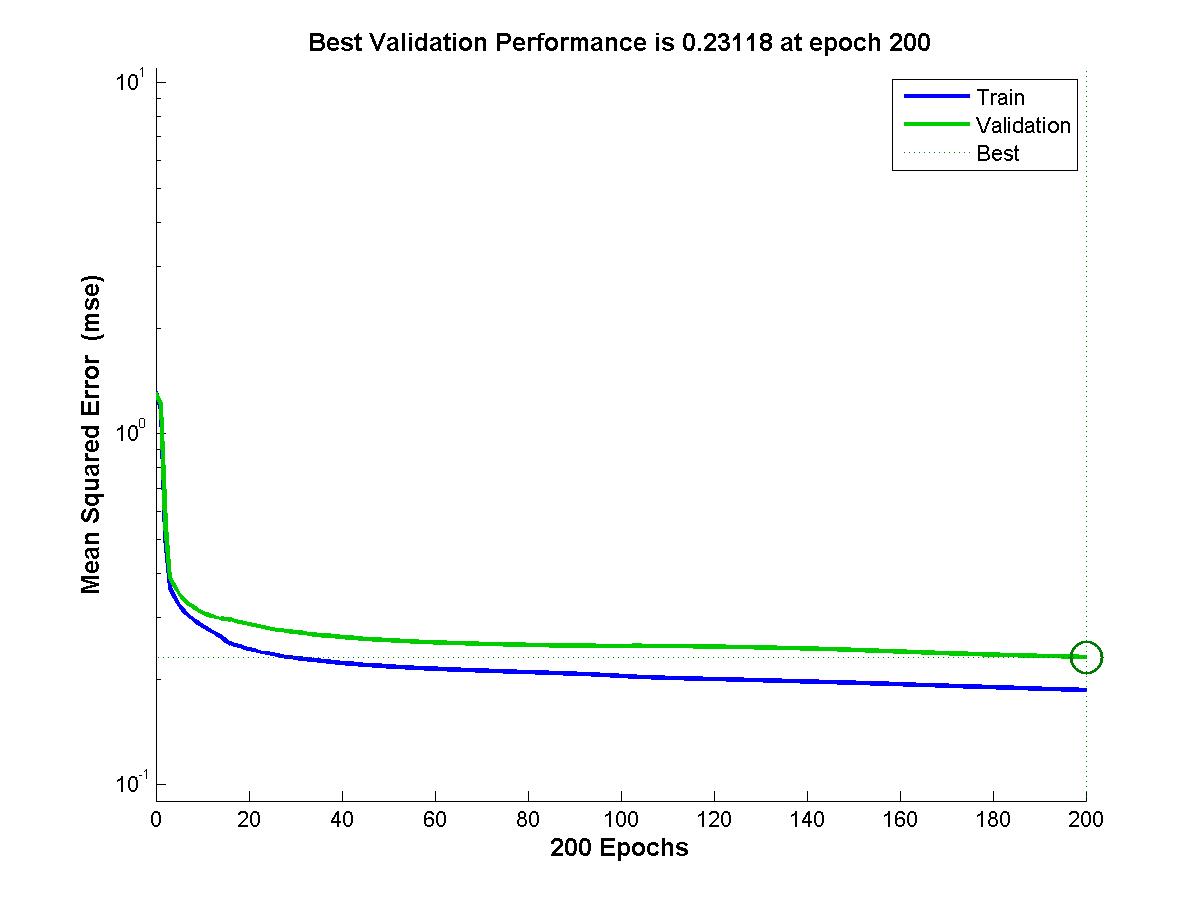 Best Validation Performance is 0.23118 at epoch 200
Train
Validation
Best
Mean Squared Error (mse)
10^1
10^0
10^-1
0 20 40 60 80 100 120 140 160 180 200
200 Epochs